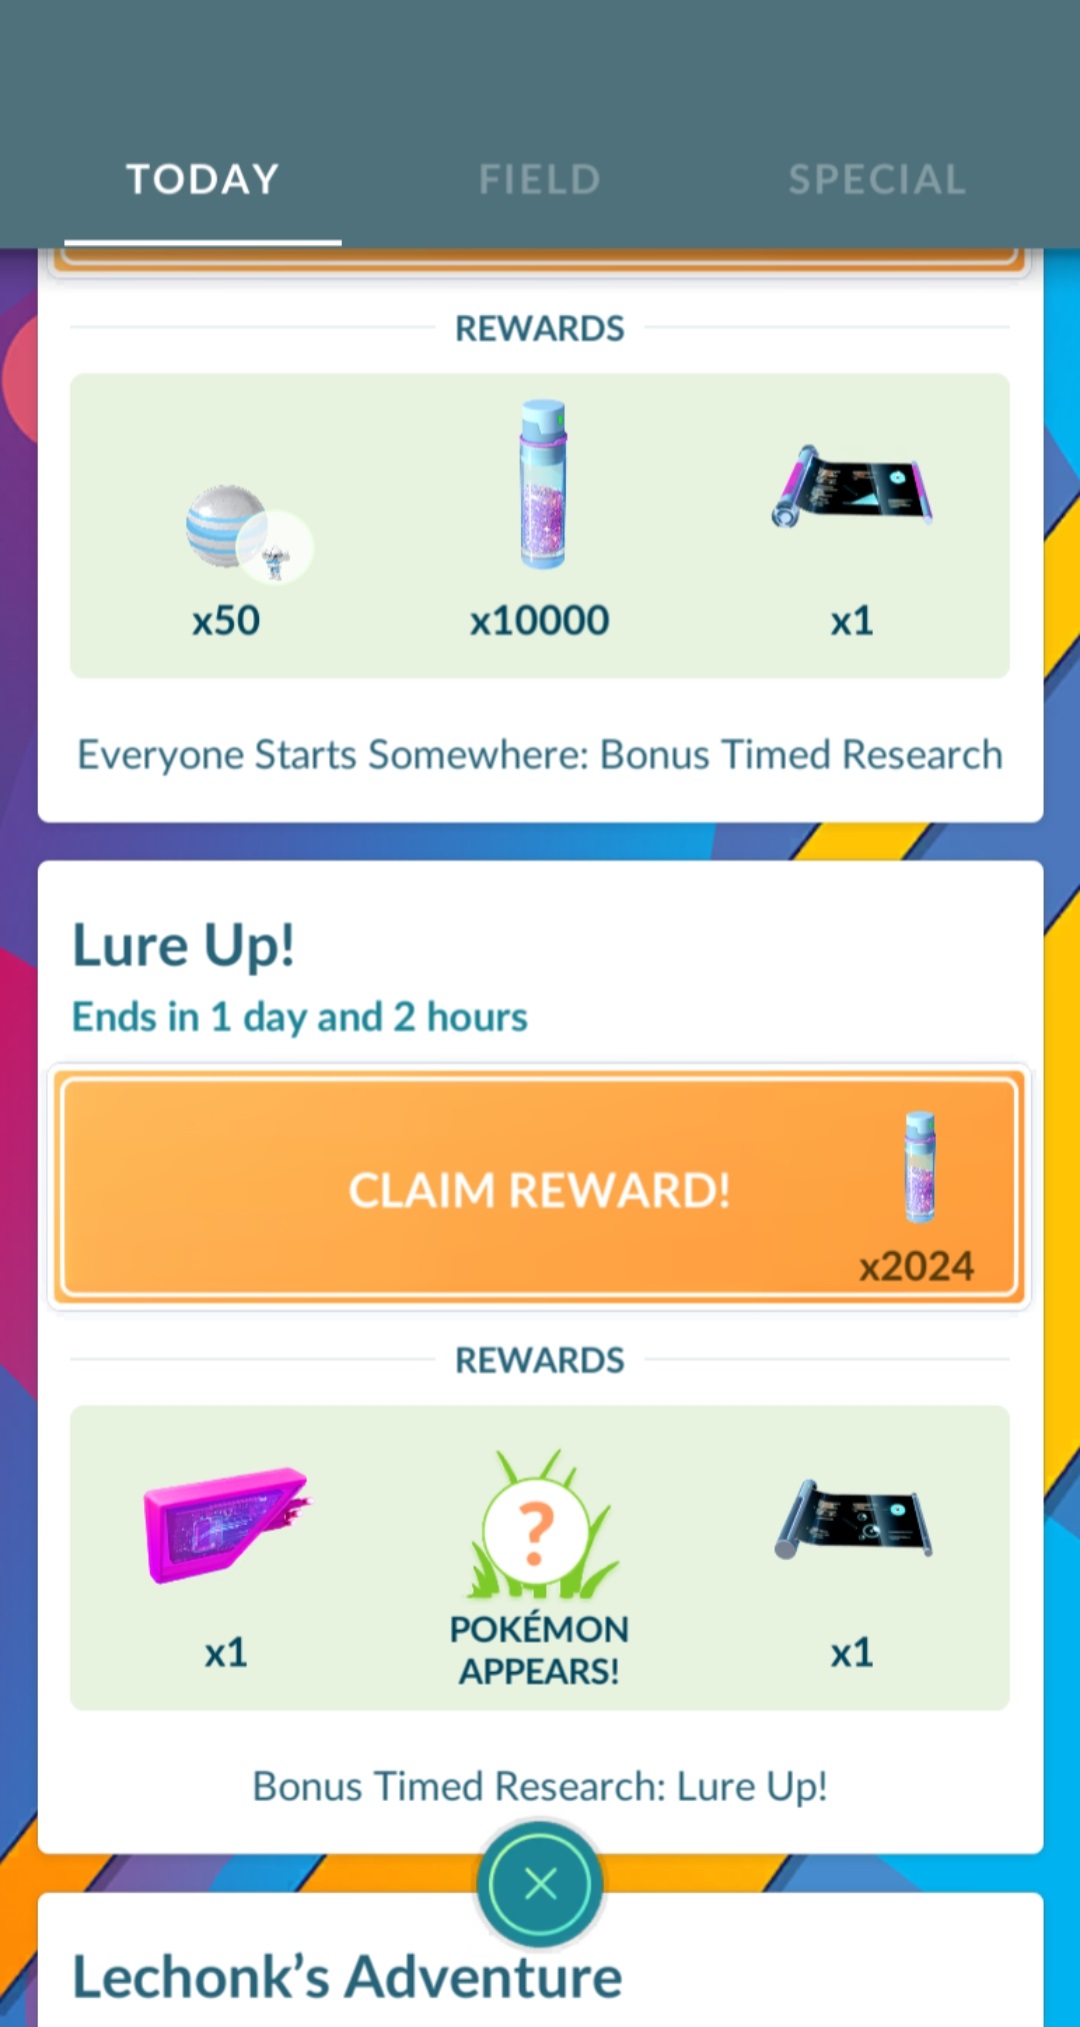 TODAY
FIELD
SPECIAL
REWARDS
x50
x10000
x1
Everyone Starts Somewhere: Bonus Timed Research
Lure Up!
Ends in 1 day and 2 hours
CLAIM REWARD!
x2024
REWARDS
?
x1
POKÉMON
APPEARS!
x1
Bonus Timed Research: Lure Up!
Lechonk’s Adventure